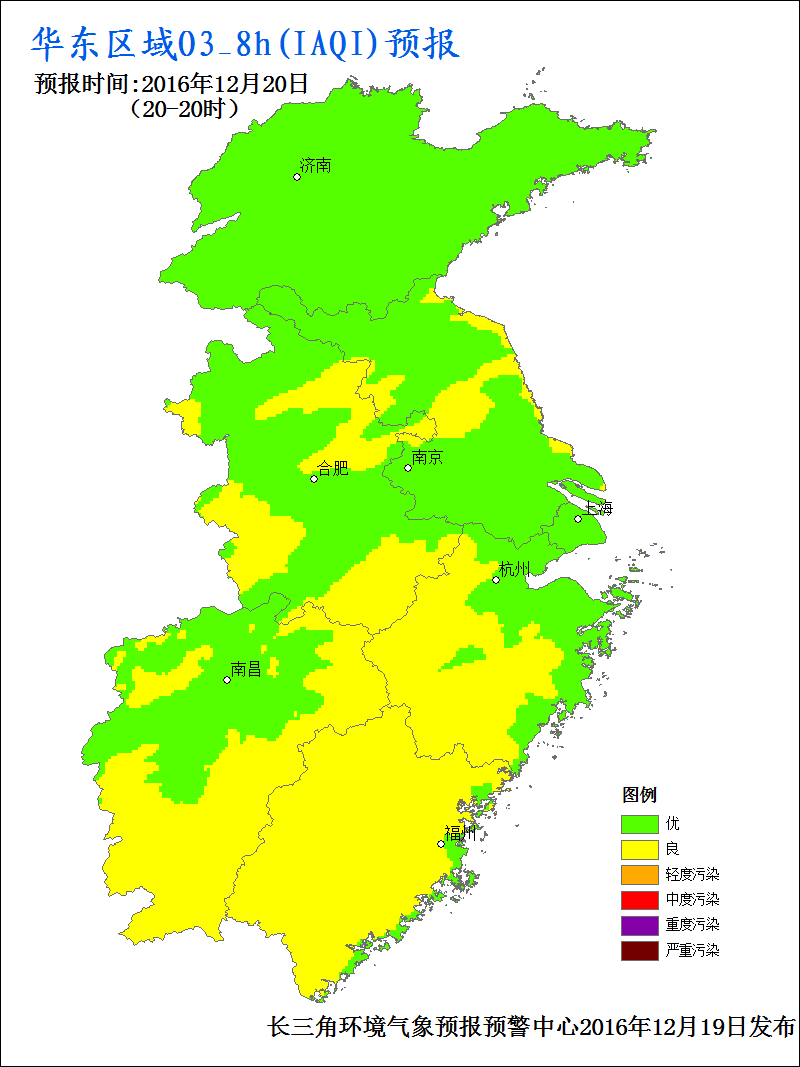 华东区域O3_8h(IAQI)预报
预报时间:2016年12月20日
(20-20时)
济南
南京
合肥
上海
杭州
南昌
福州
图例
优
良
轻度污染
中度污染
重度污染
严重污染
长三角环境气象预报预警中心2016年12月19日发布